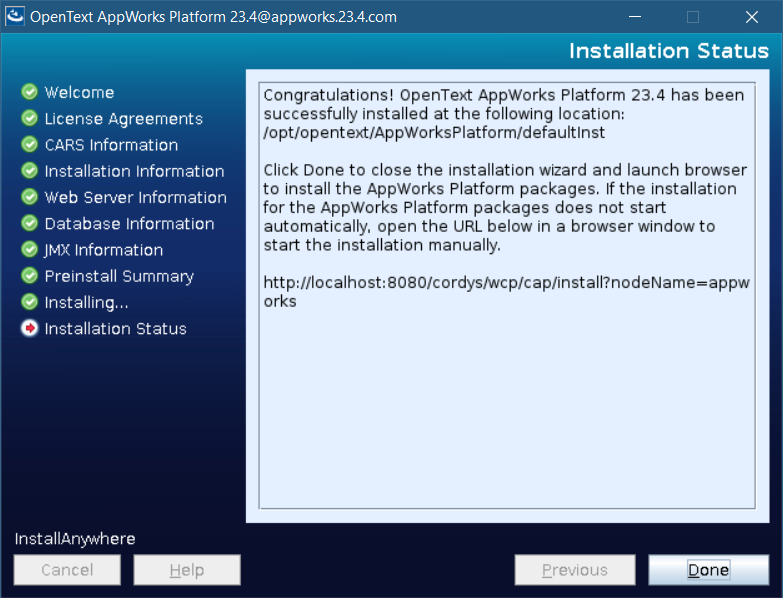 OpenText AppWorks Platform 23.4@appworks.23.4.com
Installation Status
Welcome
License Agreements
CARS Information
Installation Information
Web Server Information
Database Information
JMX Information
Preinstall Summary
Installing...
Installation Status
Congratulations! OpenText AppWorks Platform 23.4 has been
successfully installed at the following location:
/opt/opentext/AppWorksPlatform/defaultInst
Click Done to close the installation wizard and launch browser
to install the AppWorks Platform packages. If the installation
for the AppWorks Platform packages does not start
automatically, open the URL below in a browser window to
start the installation manually.
http://localhost:8080/cordys/wcp/cap/install?nodeName=appw
orks
InstallAnywhere
Cancel
Help
Previous
Done